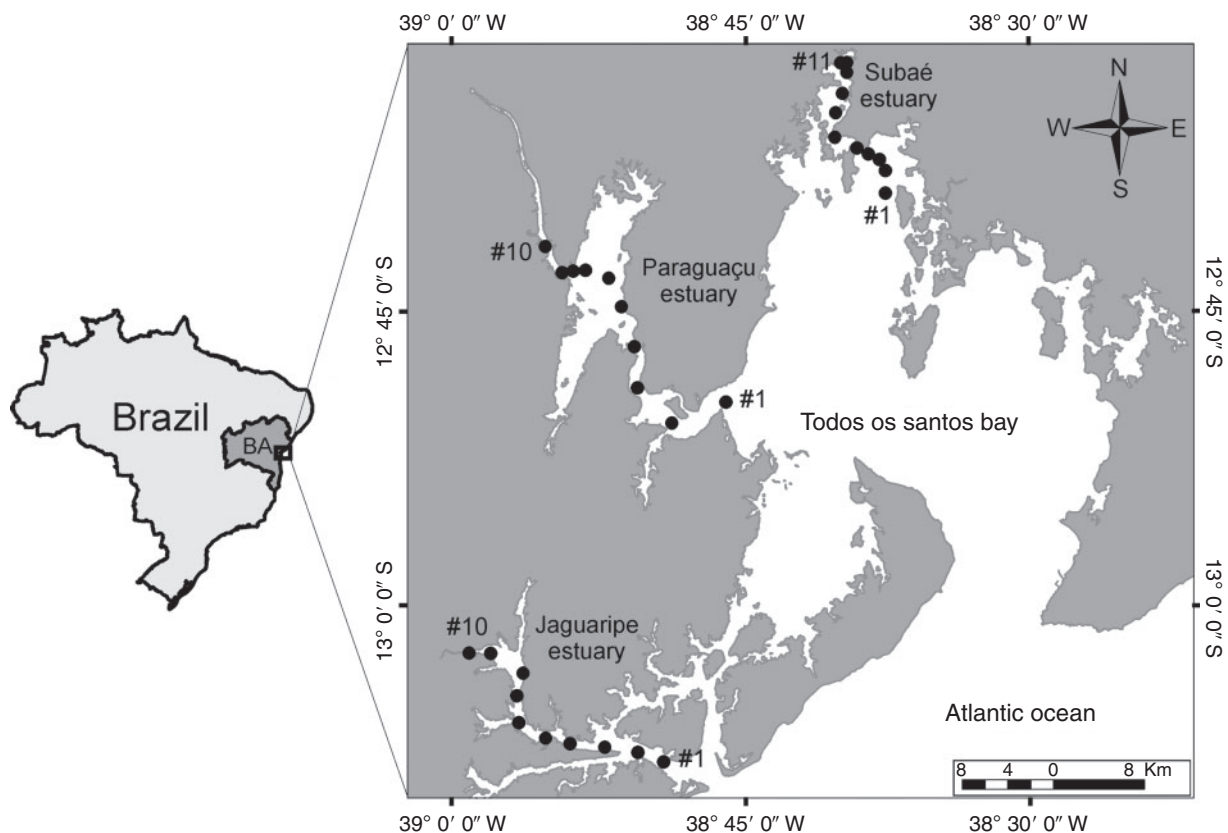 39° 0′ 0″ W
38° 45′ 0″ W
38° 30′ 0″ W
#11
Subaé
estuary
N
W
E
S
#1
#10
Paraguaçu
estuary
12° 45′ 0″ S
12° 45′ 0″ S
Brazil
BA
#1
Todos os santos bay
13° 0′ 0″ S
13° 0′ 0″ S
#10
Jaguaripe
estuary
#1
Atlantic ocean
8 4 0 8 Km
39° 0′ 0″ W
38° 45′ 0″ W
38° 30′ 0″ W